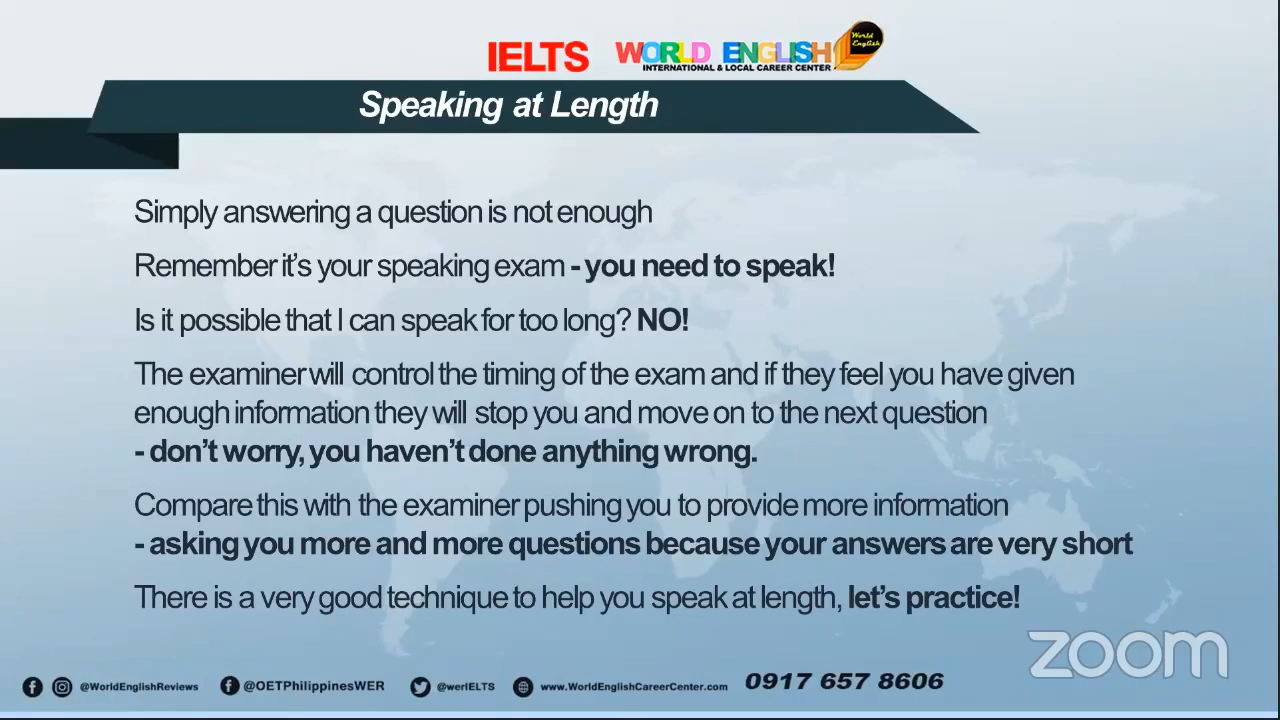 IELTS WORLD ENGLISH World English
INTERNATIONAL & LOCAL CAREER CENTER
Speaking at Length
Simply answering a question is not enough
Remember it's your speaking exam - you need to speak!
Is it possible that I can speak for too long? NO!
The examiner will control the timing of the exam and if they feel you have given
enough information they will stop you and move on to the next question
- don't worry, you haven't done anything wrong.
Compare this with the examiner pushing you to provide more information
- asking you more and more questions because your answers are very short
There is a very good technique to help you speak at length, let's practice!
zoom
@WorldEnglishReviews @OETPhilippinesWER @werIELTS www.WorldEnglishCareerCenter.com 0917 657 8606